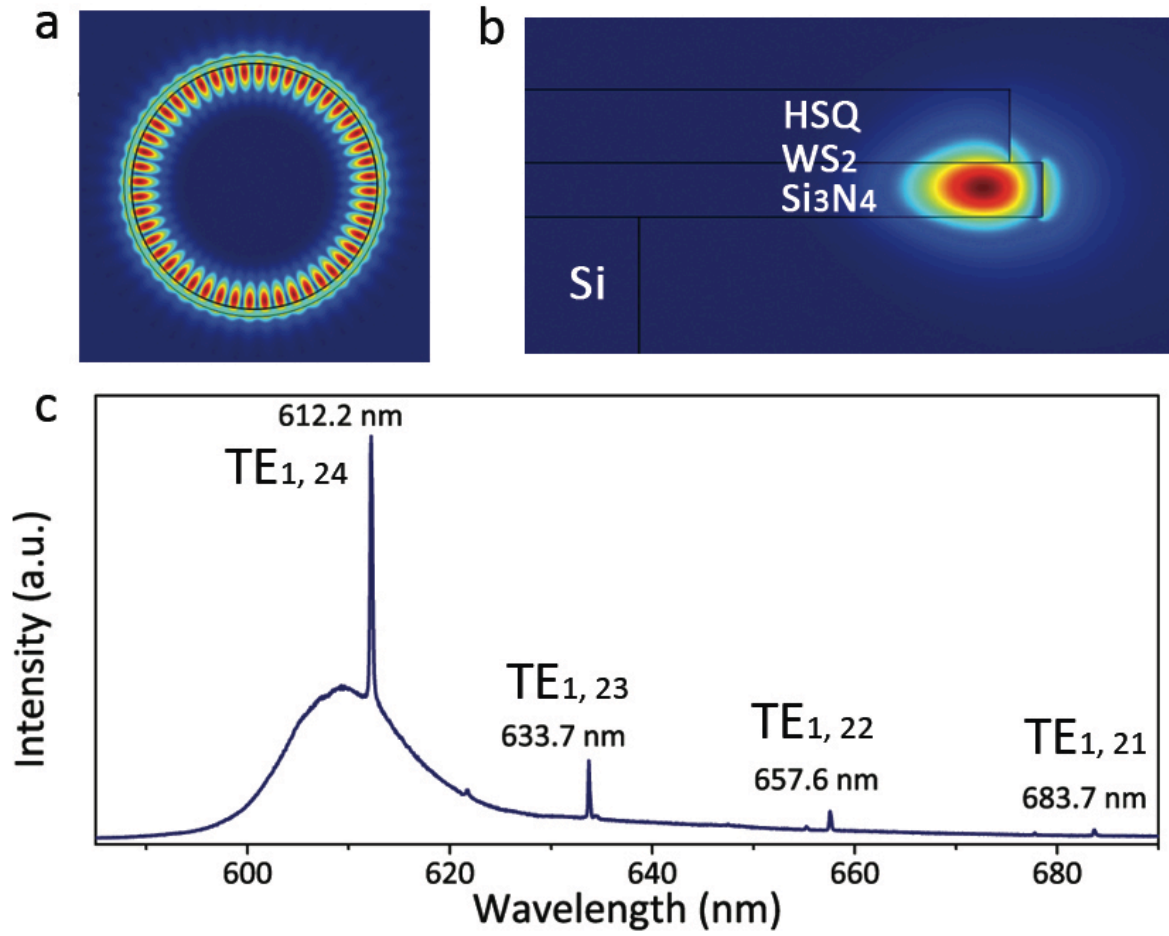 a
b
HSQ
WS2
Si3N4
Si
c
612.2 nm
TE1, 24
TE1, 23
633.7 nm
TE1, 22
657.6 nm
TE1, 21
683.7 nm
Intensity (a.u.)
600
620
640
660
680
Wavelength (nm)